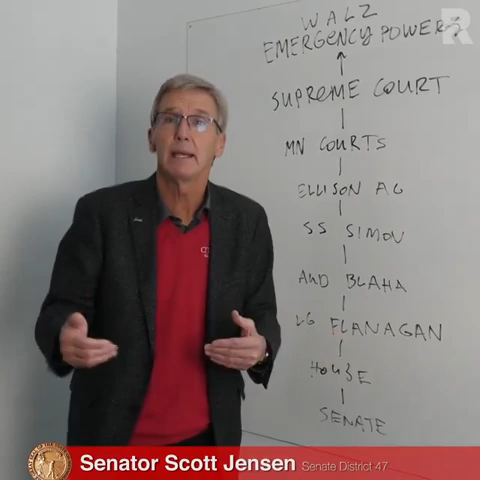 WALZ
EMERGENCY POWERS
SUPREME COURT
MN COURTS
ELLISON AG
SS SIMON
AUD BLAHA
LG FLANAGAN
HOUSE
SENATE
Senator Scott Jensen Senate District 47